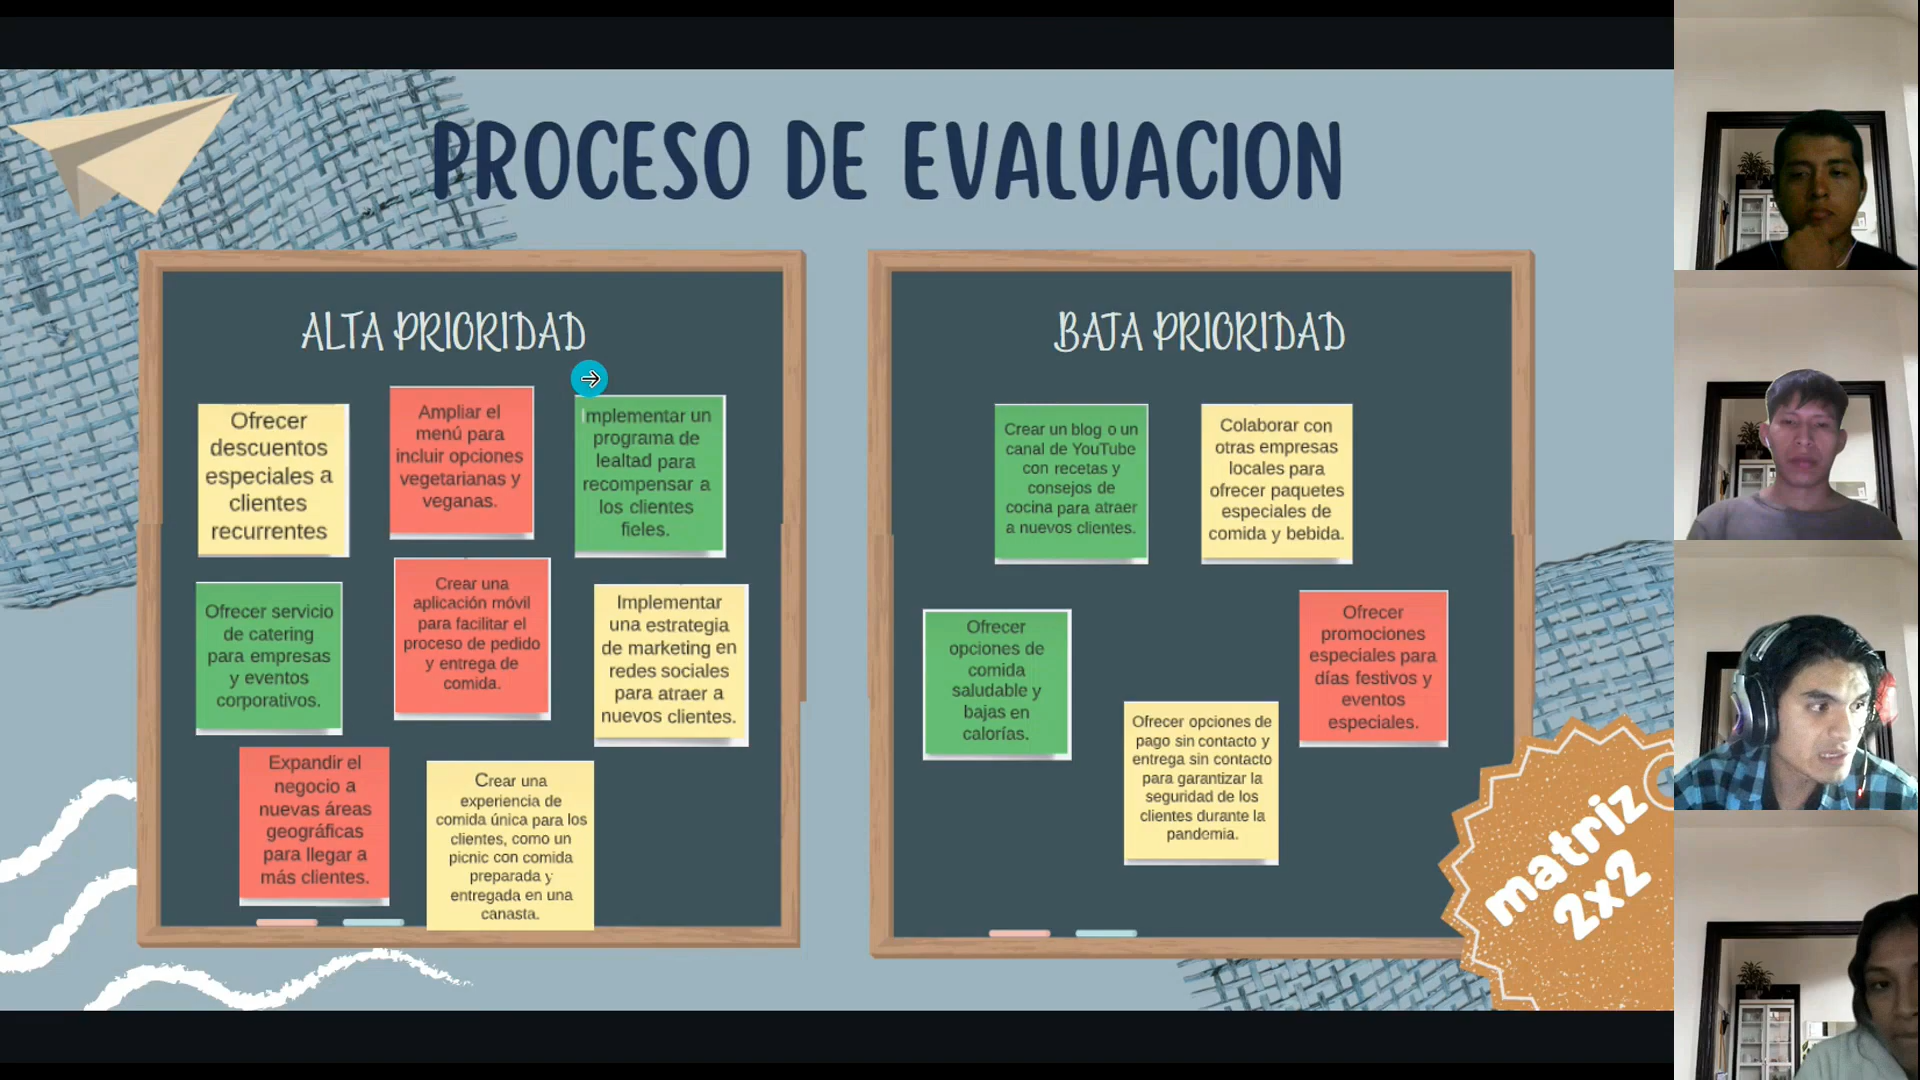 PROCESO DE EVALUACION
ALTA PRIORIDAD
Ofrecer
descuentos
especiales a
clientes
recurrentes
Ampliar el
menú para
incluir opciones
vegetarianas y
veganas.
mplementar un
programa de
lealtad para
recompensar a
los clientes
fieles.
Ofrecer servicio
de catering
para empresas
y eventos
corporativos.
Crear una
aplicación móvil
para facilitar el
proceso de pedido
y entrega de
comida.
Implementar
una estrategia
de marketing en
redes sociales
para atraer a
nuevos clientes.
Expandir el
negocio a
nuevas áreas
geográficas
para llegar a
más clientes.
Crear una
experiencia de
comida única para los
clientes, como un
picnic con comida
preparada y
entregada en una
canasta.
BAJA PRIORIDAD
Crear un blog o un
canal de YouTube
con recetas y
consejos de
cocina para atraer
a nuevos clientes.
Colaborar con
otras empresas
locales para
ofrecer paquetes
especiales de
comida y bebida.
Ofrecer
opciones de
comida
saludable y
bajas en
calorías.
Ofrecer opciones de
pago sin contacto y
entrega sin contacto
para garantizar la
seguridad de los
clientes durante la
pandemia.
Ofrecer
promociones
especiales para
días festivos y
eventos
especiales.
matriz
2x2